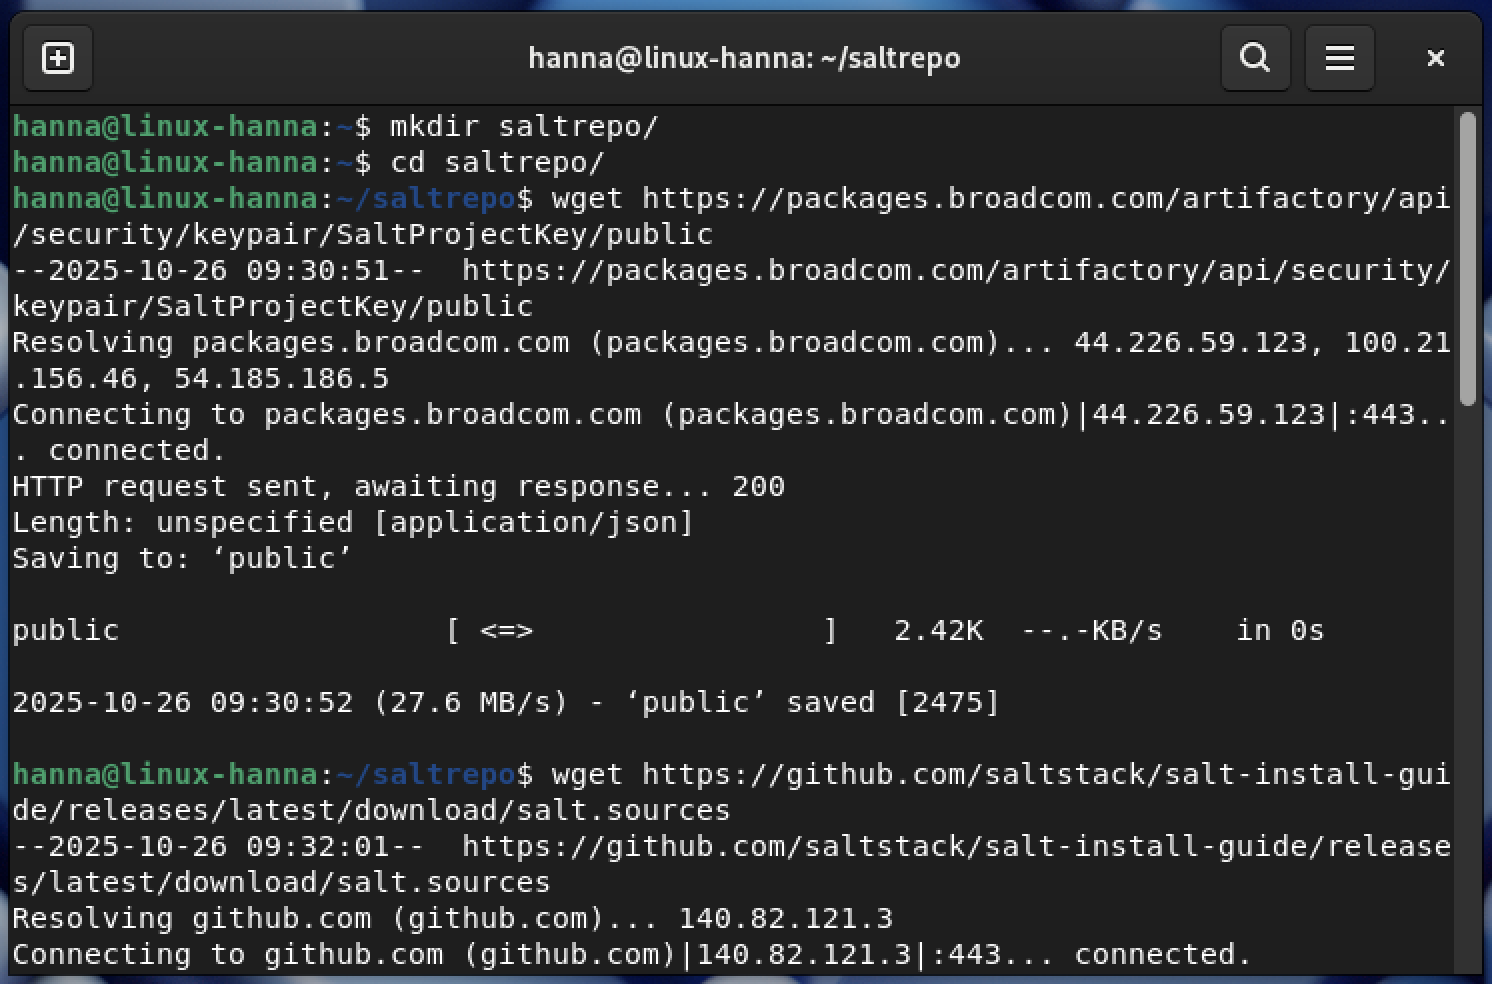 hanna@linux-hanna: ~/saltrepo
hanna@linux-hanna:~$ mkdir saltrepo/
hanna@linux-hanna:~$ cd saltrepo/
hanna@linux-hanna:~/saltrepo$ wget https://packages.broadcom.com/artifactory/api
/security/keypair/SaltProjectKey/public
--2025-10-26 09:30:51--  https://packages.broadcom.com/artifactory/api/security/
keypair/SaltProjectKey/public
Resolving packages.broadcom.com (packages.broadcom.com)... 44.226.59.123, 100.21
.156.46, 54.185.186.5
Connecting to packages.broadcom.com (packages.broadcom.com)|44.226.59.123|:443..
. connected.
HTTP request sent, awaiting response... 200
Length: unspecified [application/json]
Saving to: ‘public’
public                  [ <=>                ]   2.42K  --.-KB/s    in 0s
2025-10-26 09:30:52 (27.6 MB/s) - ‘public’ saved [2475]
hanna@linux-hanna:~/saltrepo$ wget https://github.com/saltstack/salt-install-gui
de/releases/latest/download/salt.sources
--2025-10-26 09:32:01--  https://github.com/saltstack/salt-install-guide/release
s/latest/download/salt.sources
Resolving github.com (github.com)... 140.82.121.3
Connecting to github.com (github.com)|140.82.121.3|:443... connected.